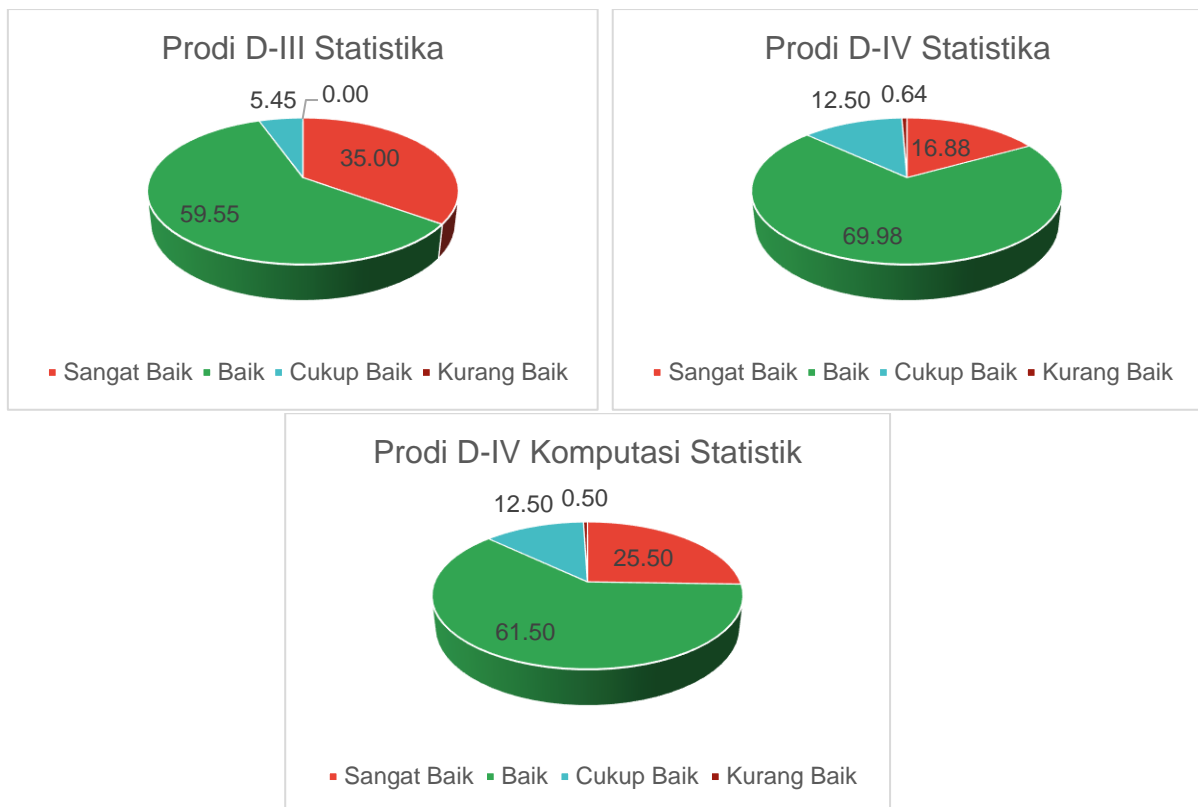 Prodi D-III Statistika
5.45
0.00
35.00
59.55
Sangat Baik Baik Cukup Baik Kurang Baik
Prodi D-IV Statistika
12.50
0.64
16.88
69.98
Sangat Baik Baik Cukup Baik Kurang Baik
Prodi D-IV Komputasi Statistik
12.50
0.50
25.50
61.50
Sangat Baik Baik Cukup Baik Kurang Baik